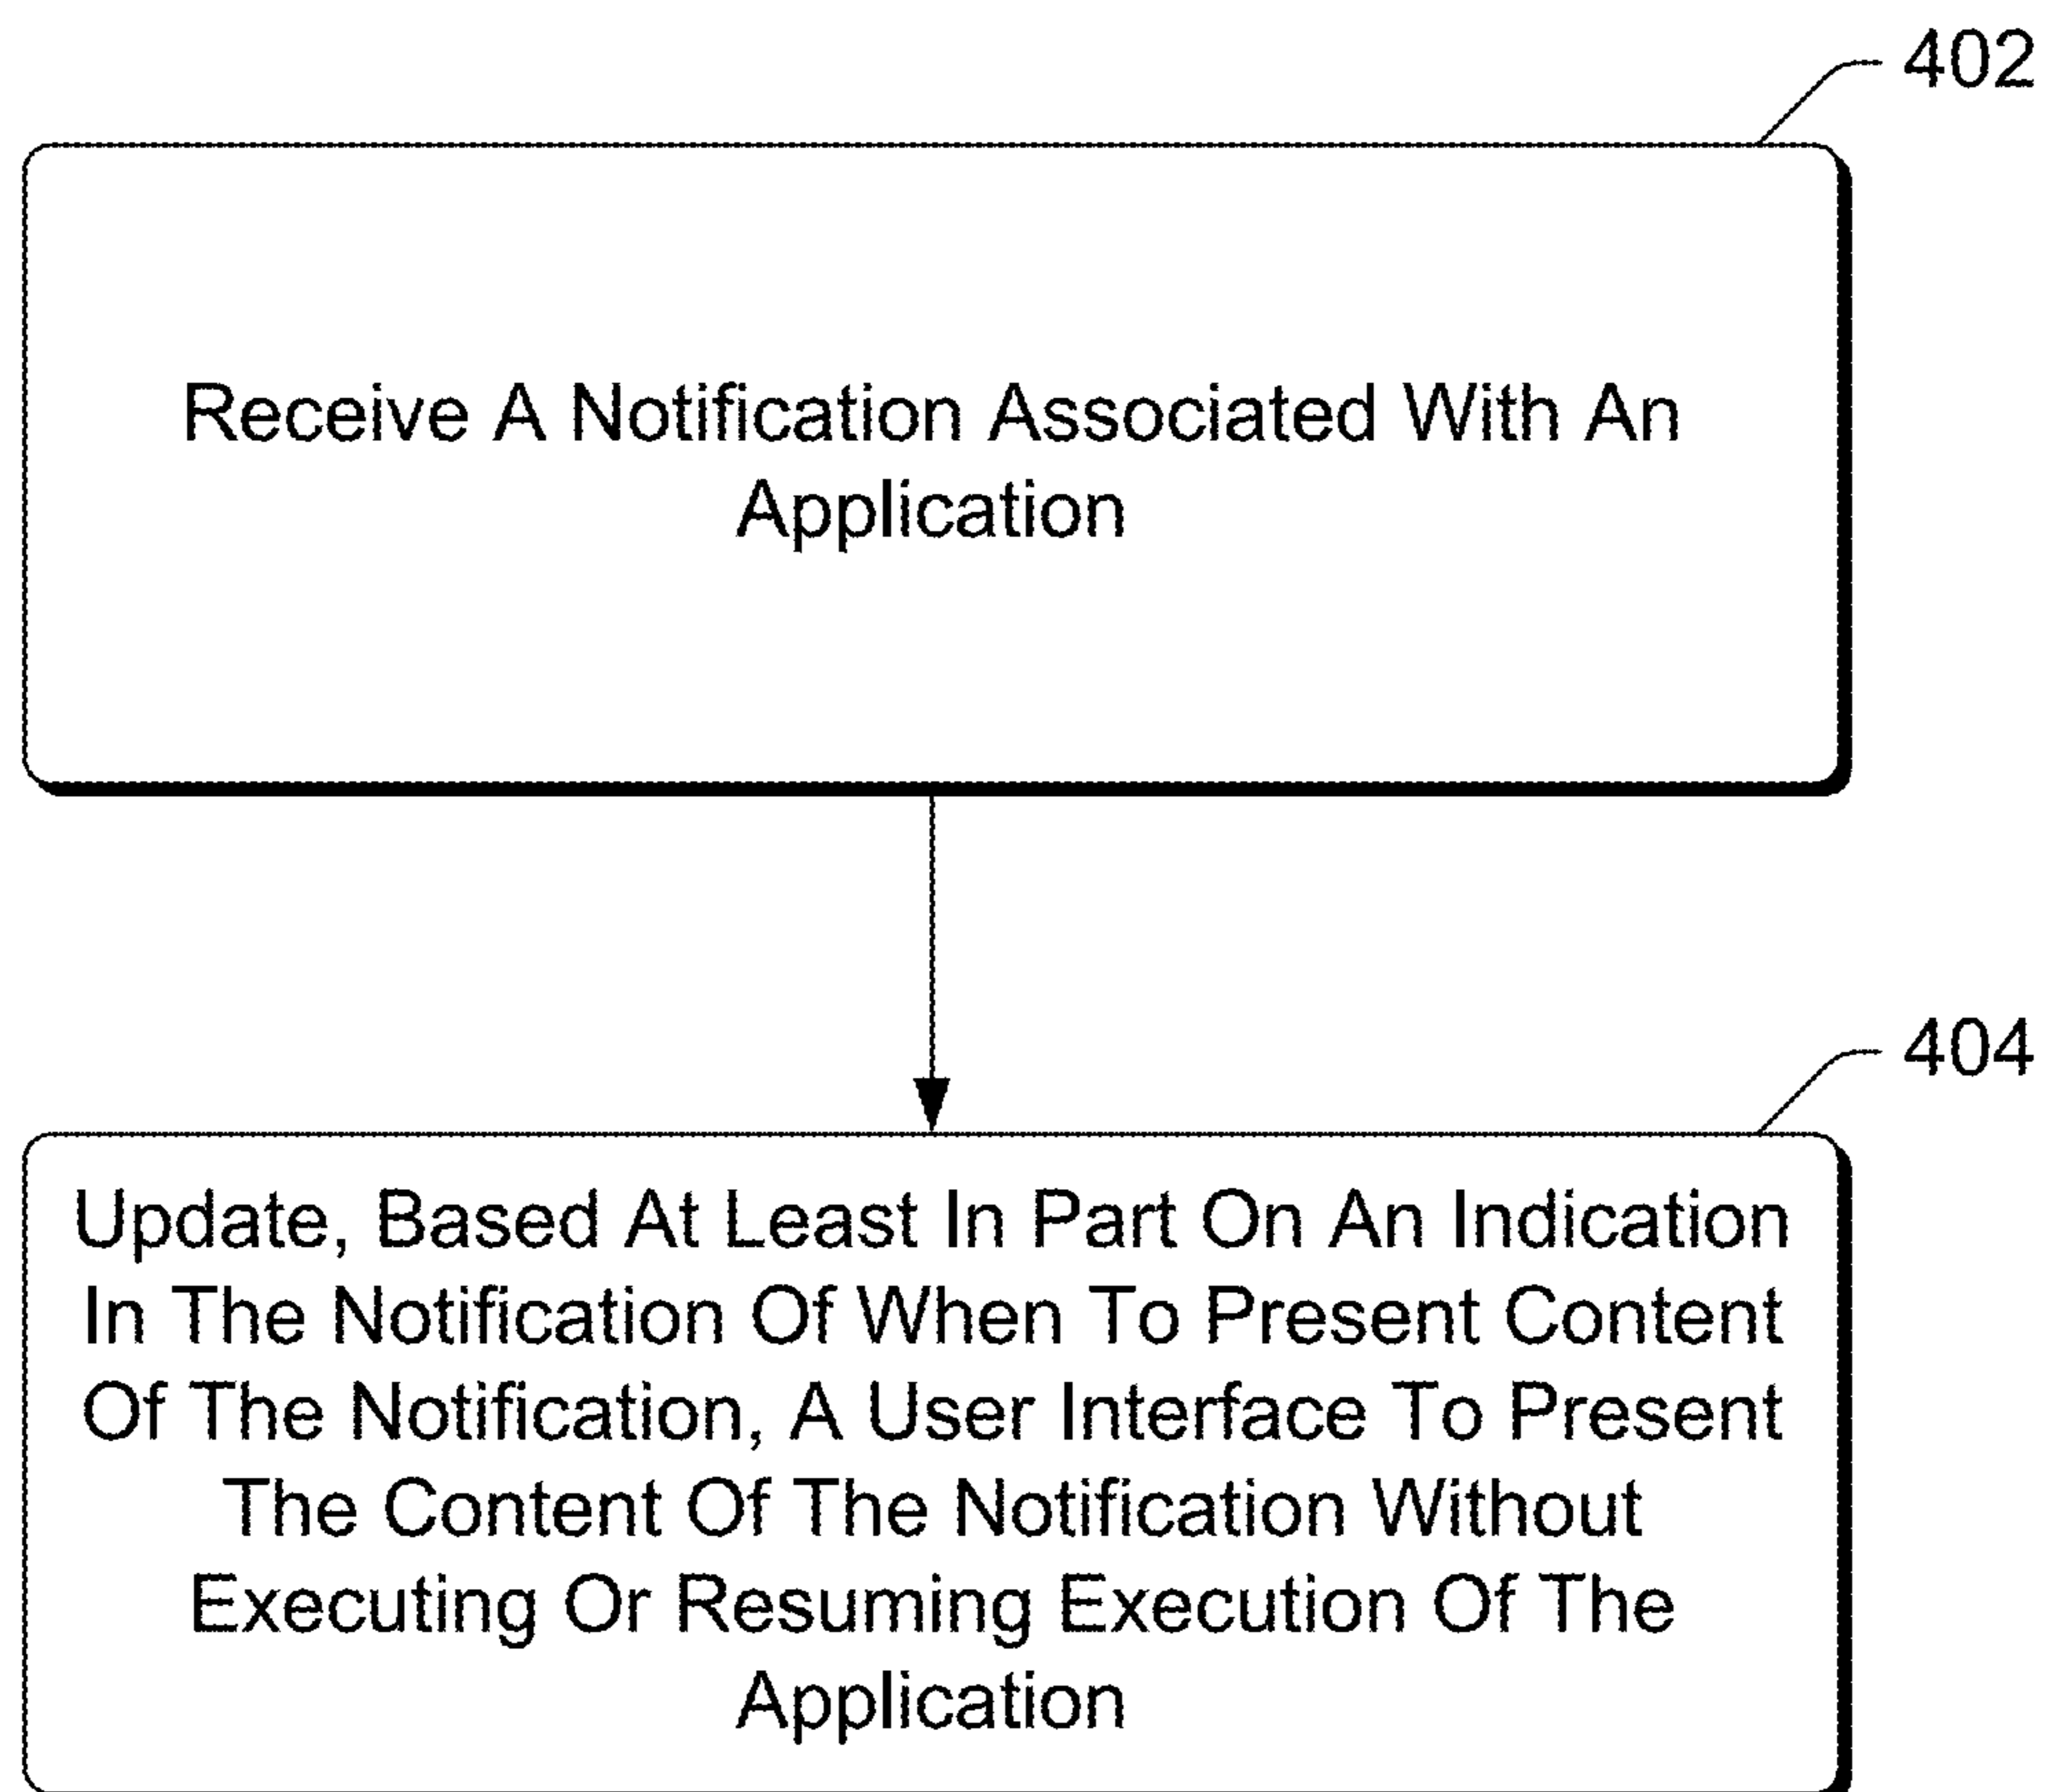 402
Receive A Notification Associated With An
Application
404
Update, Based At Least In Part On An Indication
In The Notification Of When To Present Content
Of The Notification, A User Interface To Present
The Content Of The Notification Without
Executing Or Resuming Execution Of The
Application